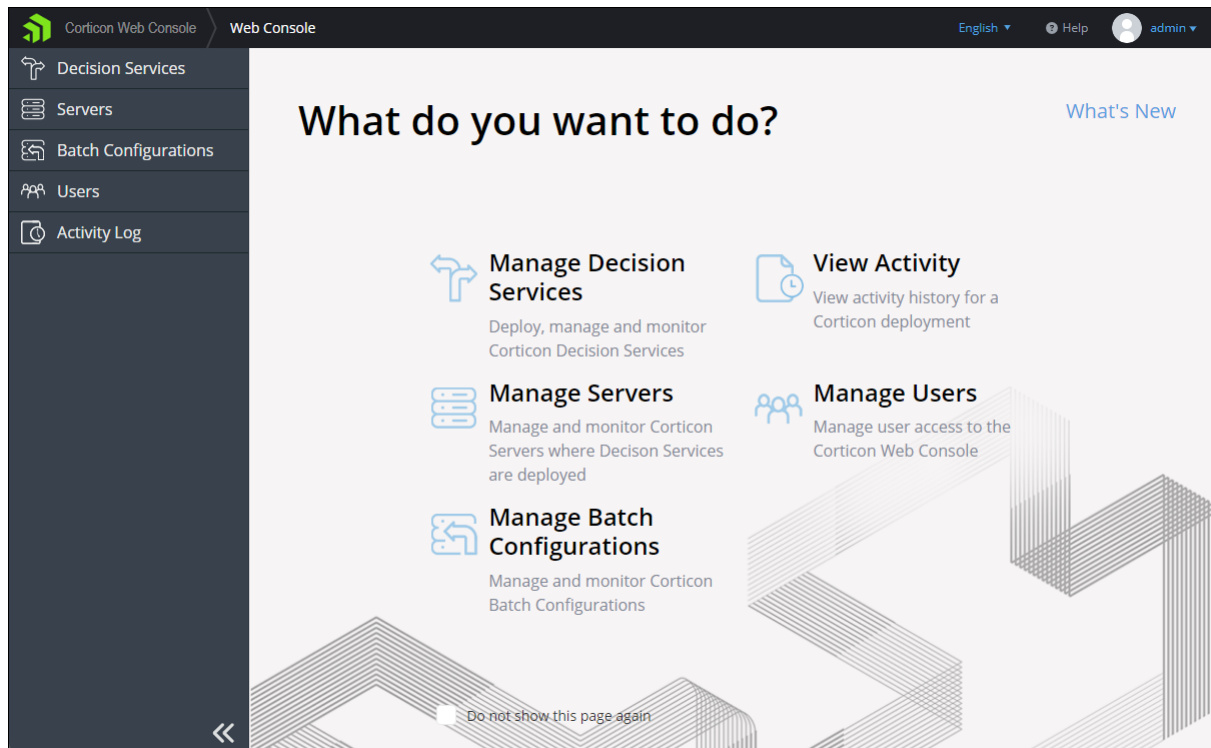 Corticon Web Console
Web Console
English
Help
admin
Decision Services
Servers
Batch Configurations
Users
Activity Log
What do you want to do?
What's New
Manage Decision
Services
Deploy, manage and monitor
Corticon Decision Services
View Activity
View activity history for a
Corticon deployment
Manage Servers
Manage and monitor Corticon
Servers where Decison Services
are deployed
Manage Users
Manage user access to the
Corticon Web Console
Manage Batch
Configurations
Manage and monitor Corticon
Batch Configurations
Do not show this page again